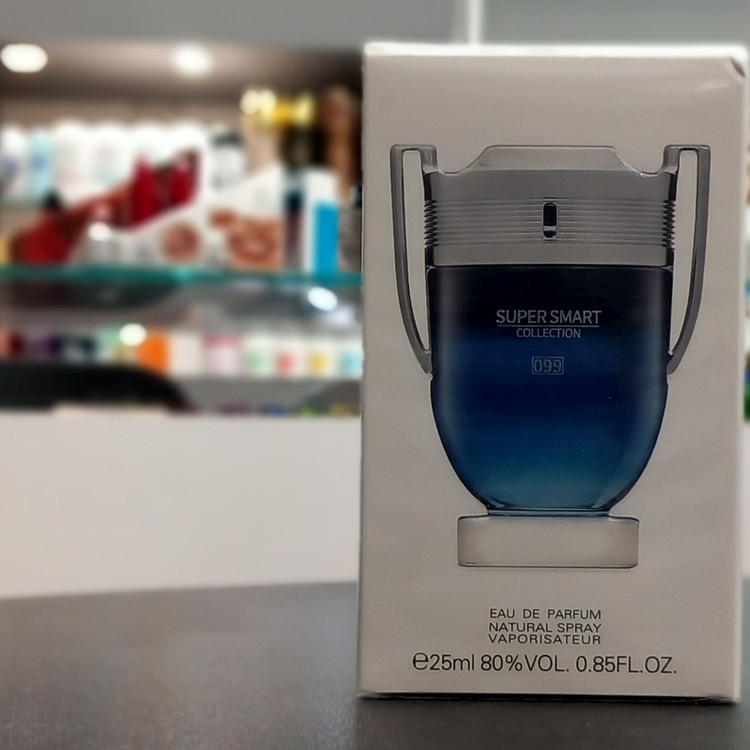 SUPER SMART
COLLECTION
099
EAU DE PARFUM
NATURAL SPRAY
VAPORISATEUR
℮25ml 80%VOL. 0.85FL.OZ.